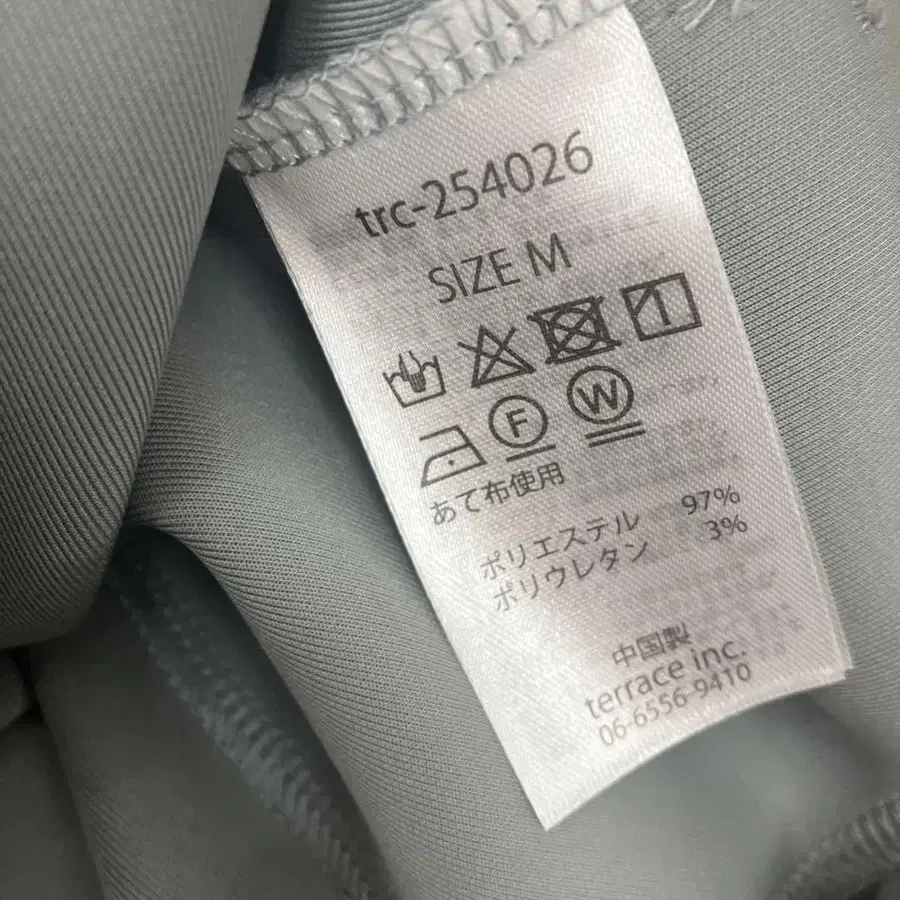 trc-254026
SIZE M
F W
あて布使用
ポリエステル 97%
ポリウレタン 3%
中国製
terrace inc.
06-6556-9410